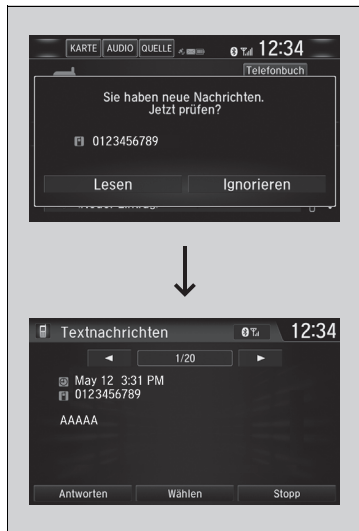 KARTE AUDIO QUELLE 12:34
Telefonbuch
Sie haben neue Nachrichten.
Jetzt prüfen?
0123456789
Lesen Ignorieren
Textnachrichten 12:34
◄ 1/20 ►
May 12 3:31 PM
0123456789
AAAAA
Antworten Wählen Stopp